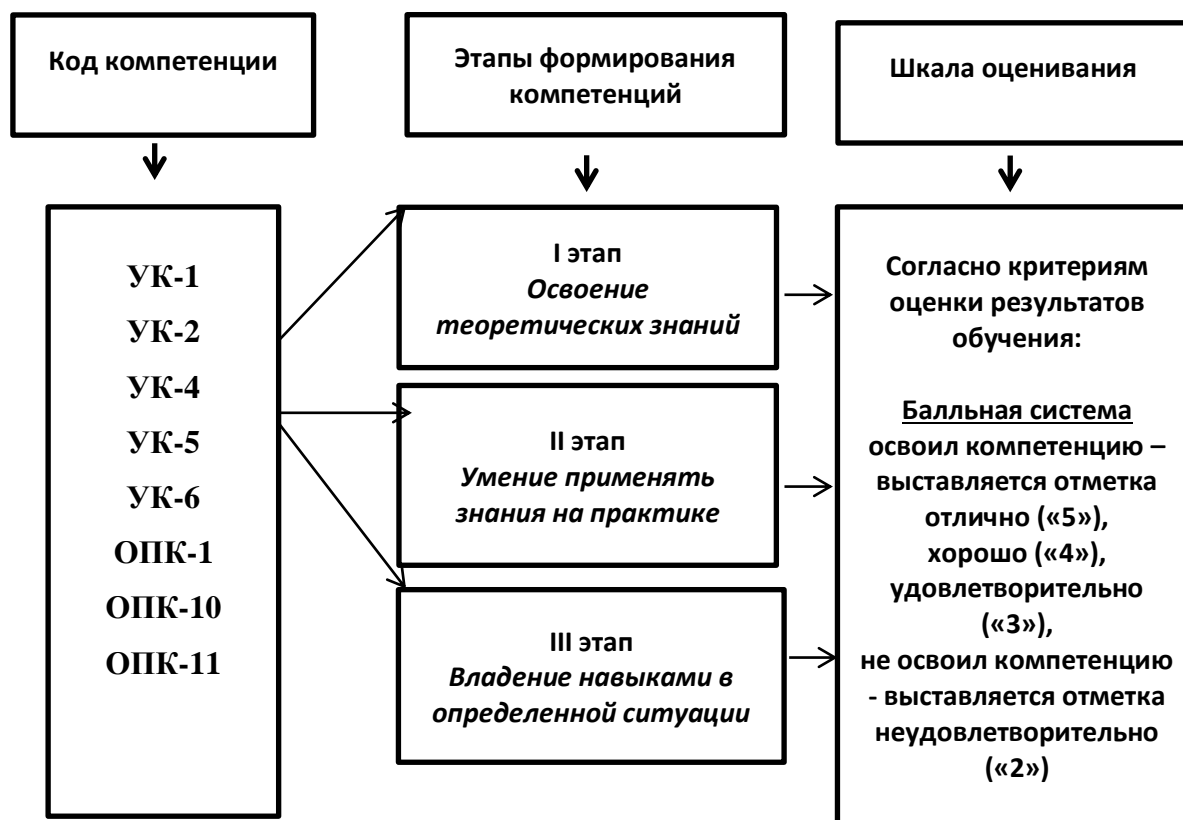 Код компетенции
Этапы формирования
компетенций
Шкала оценивания
УК-1
УК-2
УК-4
УК-5
УК-6
ОПК-1
ОПК-10
ОПК-11
I этап
Освоение
теоретических знаний
II этап
Умение применять
знания на практике
III этап
Владение навыками в
определенной ситуации
Согласно критериям
оценки результатов
обучения:
Балльная система
освоил компетенцию –
выставляется отметка
отлично («5»),
хорошо («4»),
удовлетворительно
(«3»),
не освоил компетенцию
- выставляется отметка
неудовлетворительно
(«2»)